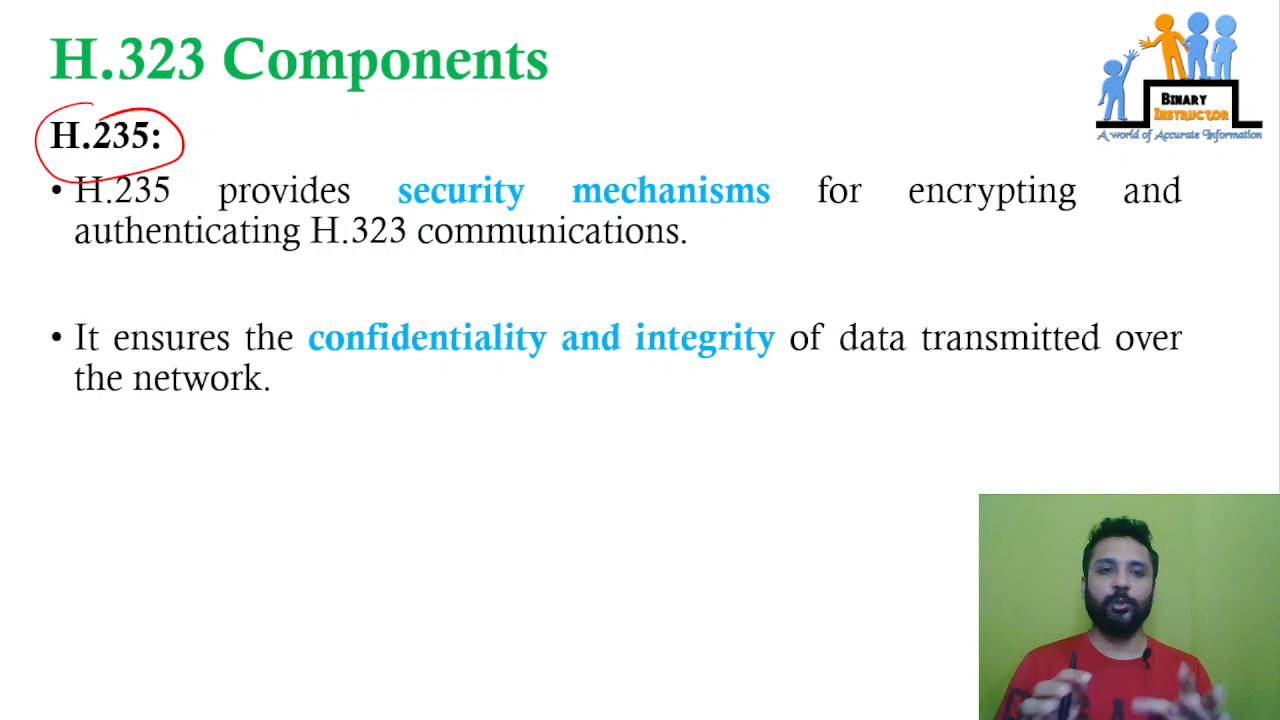 H.323 Components
BINARY
INSTRUCTOR
A world of Accurate Information
H.235:
• H.235 provides security mechanisms for encrypting and
authenticating H.323 communications.
• It ensures the confidentiality and integrity of data transmitted over
the network.